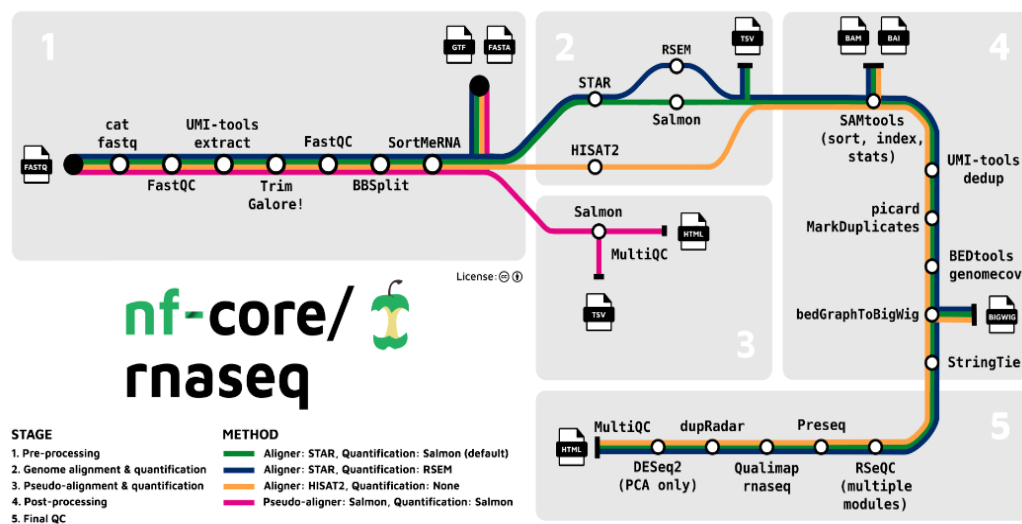 1
GTF
FASTA
cat
fastq
UMI-tools
extract
FastQC
SortMeRNA
FASTQ
FastQC
Trim
Galore!
BBSplit
2
TSV
RSEM
STAR
Salmon
HISAT2
3
Salmon
HTML
MultiQC
TSV
4
BAM
BAI
SAMtools
(sort, index,
stats)
UMI-tools
dedup
picard
MarkDuplicates
BEDtools
genomecov
bedGraphToBigWig
BIGWIG
StringTie
5
MultiQC
dupRadar
Preseq
HTML
DESeq2
(PCA only)
Qualimap
rnaseq
RSeQC
(multiple
modules)
License:
nf-core/
rnaseq
STAGE
1. Pre-processing
2. Genome alignment & quantification
3. Pseudo-alignment & quantification
4. Post-processing
5. Final QC
METHOD
Aligner: STAR, Quantification: Salmon (default)
Aligner: STAR, Quantification: RSEM
Aligner: HISAT2, Quantification: None
Pseudo-aligner: Salmon, Quantification: Salmon